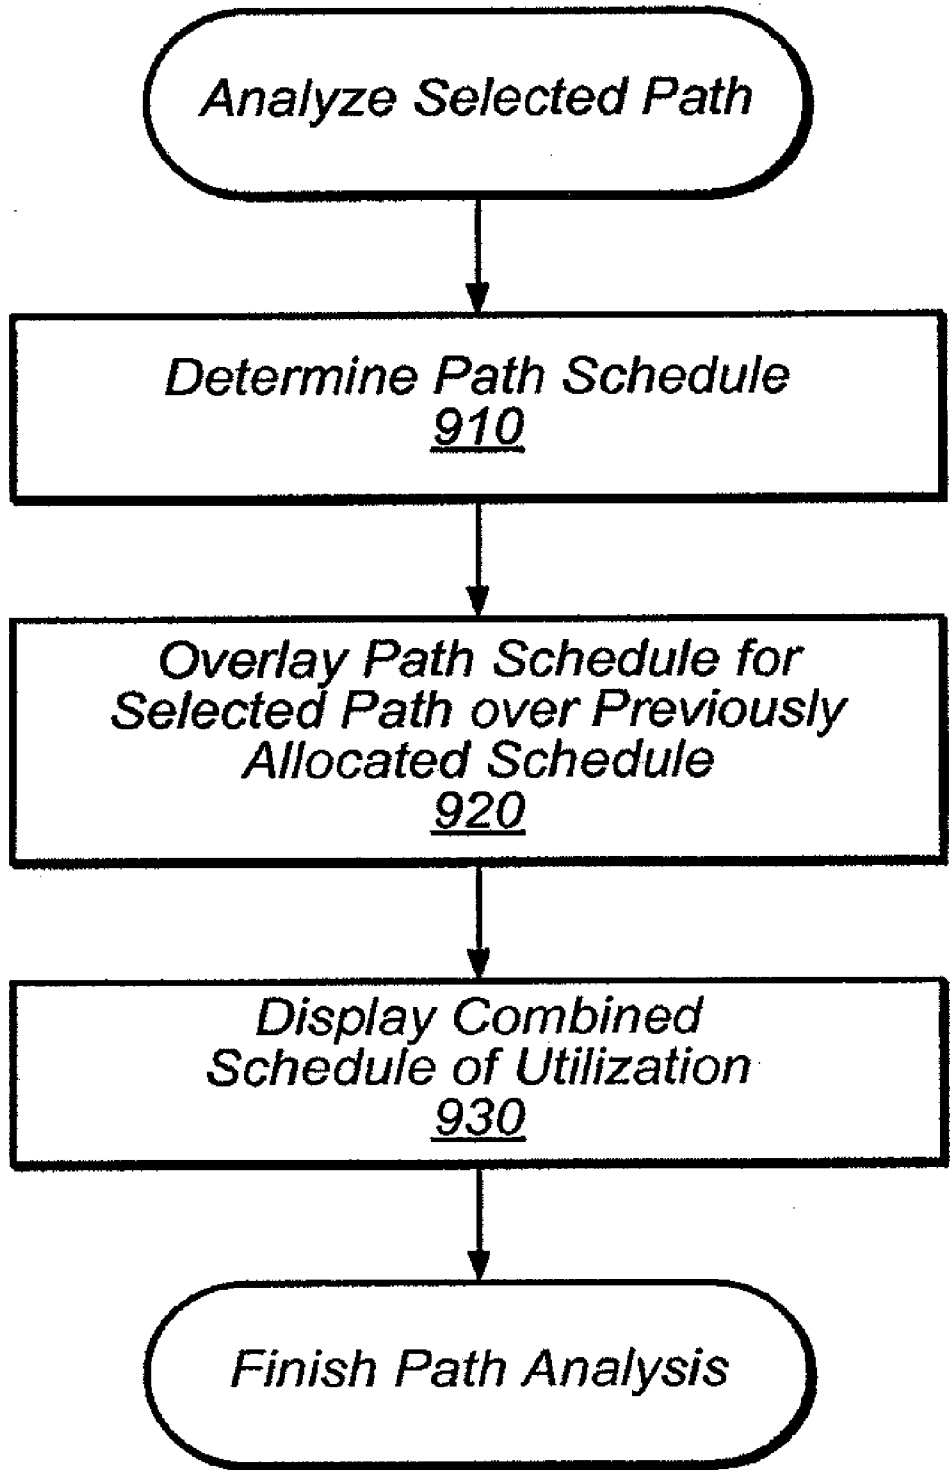 Analyze Selected Path
Determine Path Schedule
910
Overlay Path Schedule for
Selected Path over Previously
Allocated Schedule
920
Display Combined
Schedule of Utilization
930
Finish Path Analysis